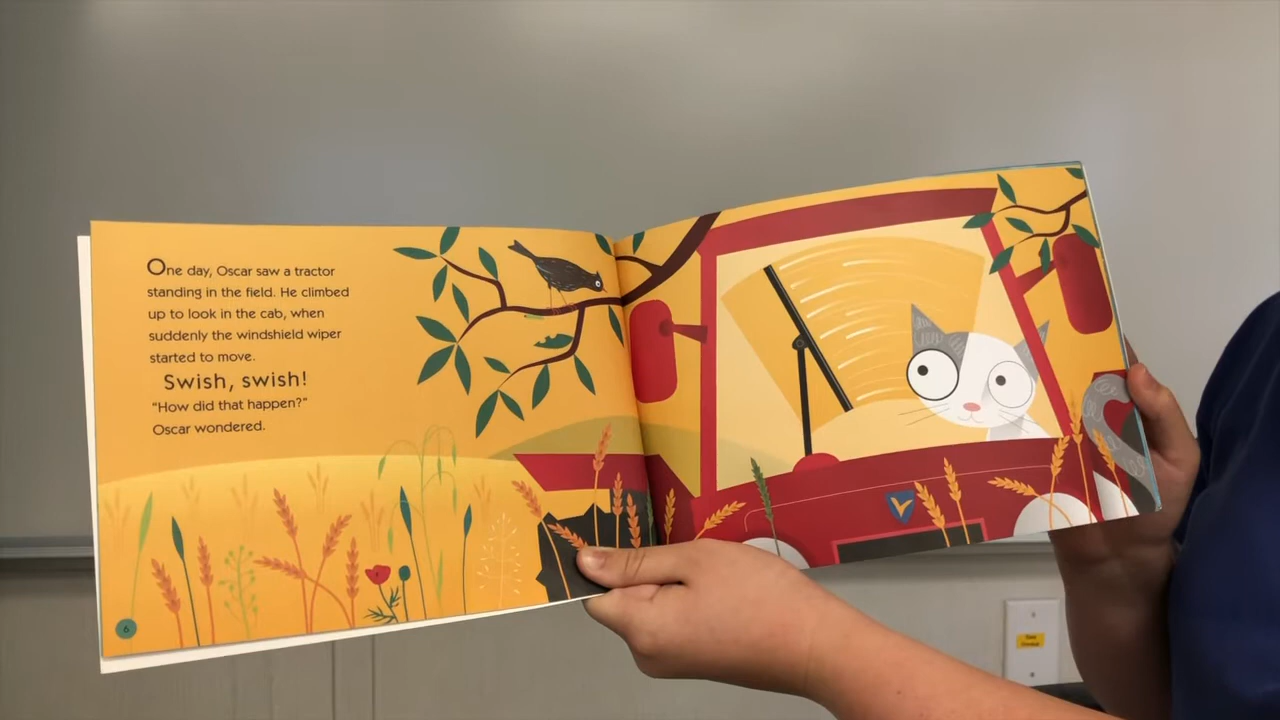 One day, Oscar saw a tractor
standing in the field. He climbed
up to look in the cab, when
suddenly the windshield wiper
started to move.
Swish, swish!
"How did that happen?"
Oscar wondered.
6